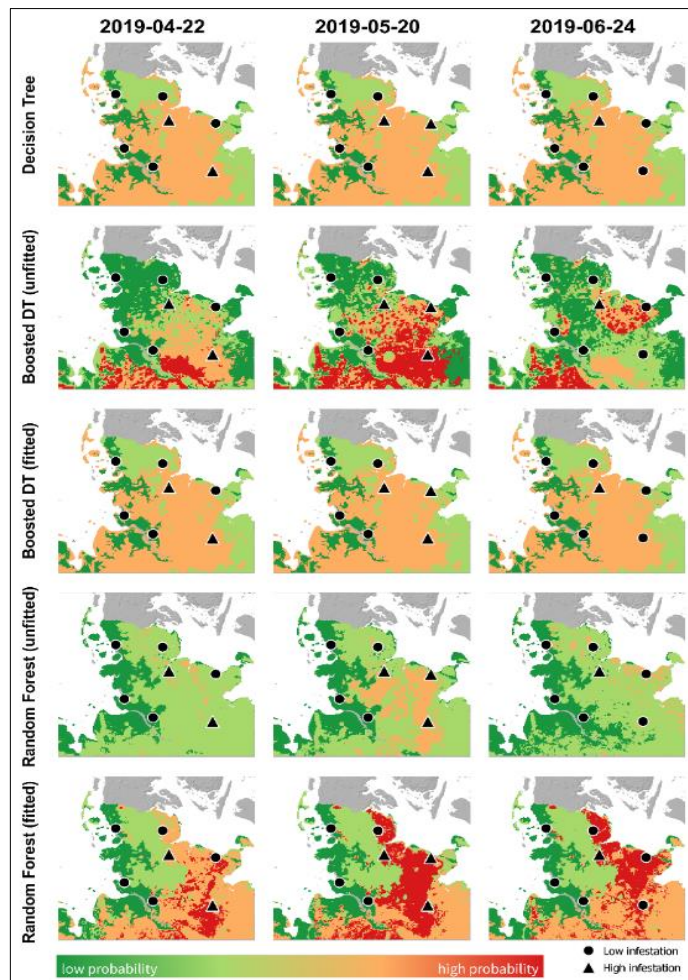 2019-04-22 2019-05-20 2019-06-24
Decision Tree
Boosted DT (unfitted)
Boosted DT (fitted)
Random Forest (unfitted)
Random Forest (fitted)
low probability high probability
Low infestation
High infestation